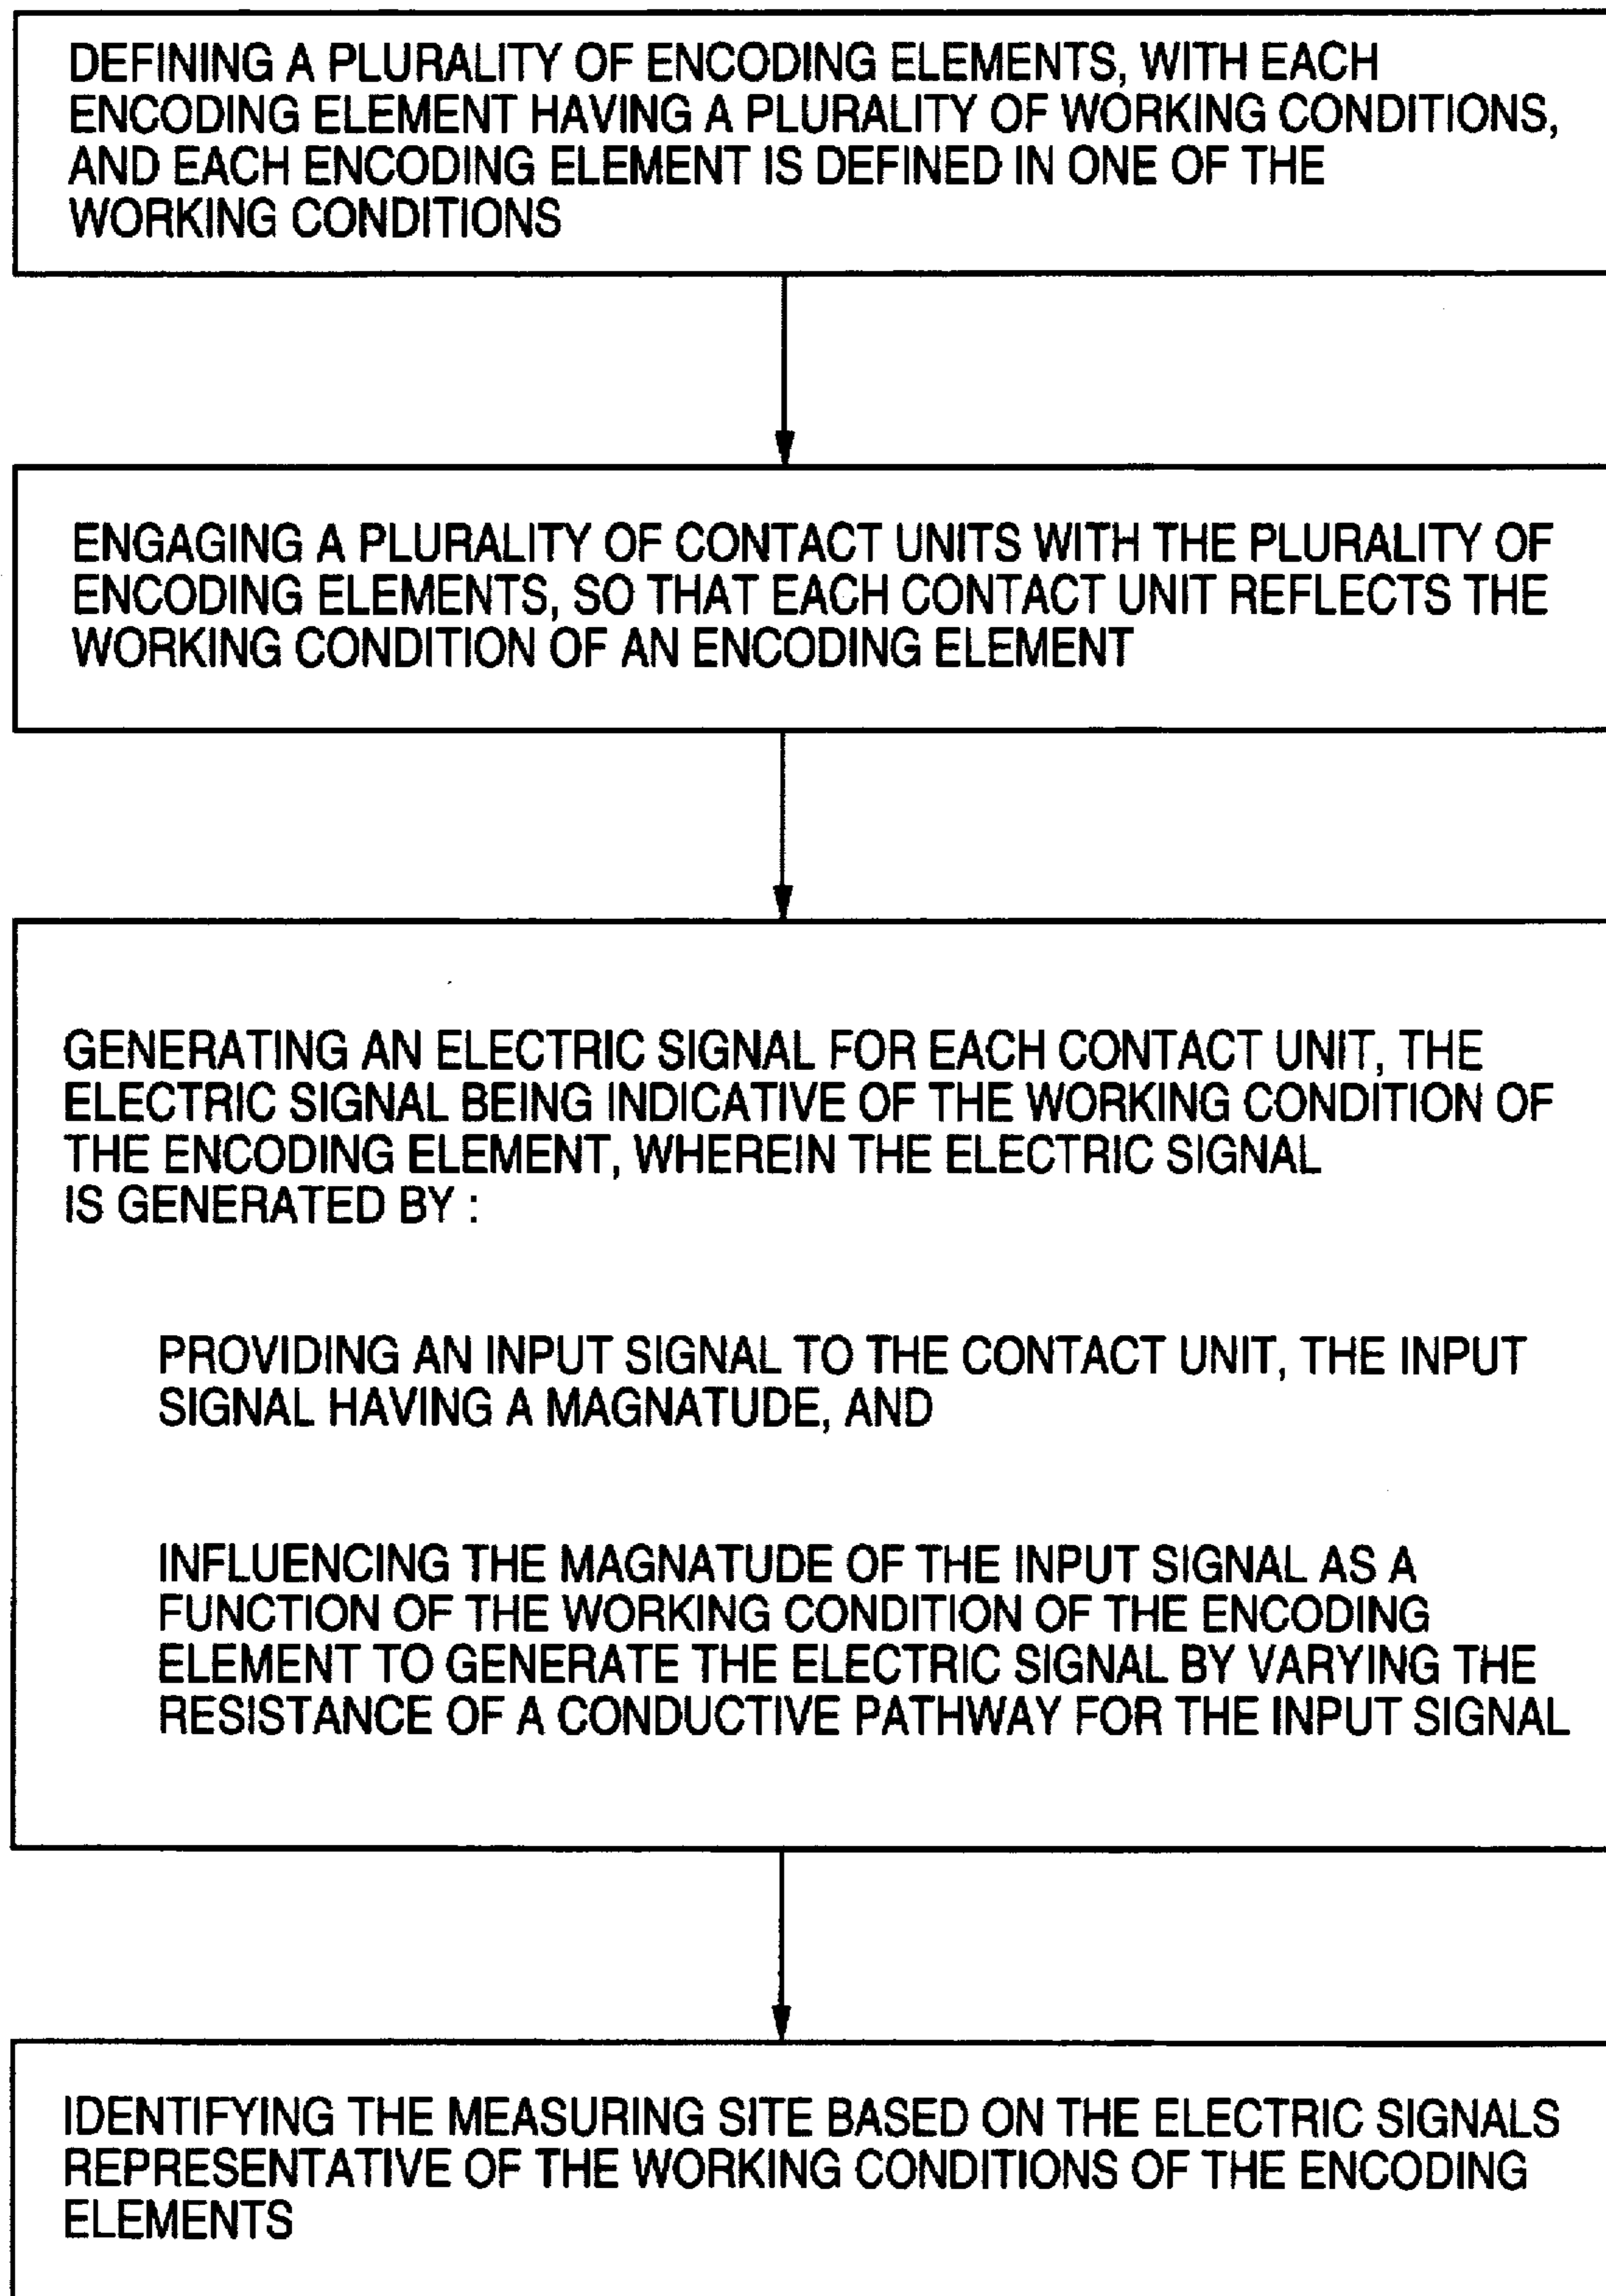 DEFINING A PLURALITY OF ENCODING ELEMENTS, WITH EACH
ENCODING ELEMENT HAVING A PLURALITY OF WORKING CONDITIONS,
AND EACH ENCODING ELEMENT IS DEFINED IN ONE OF THE
WORKING CONDITIONS
ENGAGING A PLURALITY OF CONTACT UNITS WITH THE PLURALITY OF
ENCODING ELEMENTS, SO THAT EACH CONTACT UNIT REFLECTS THE
WORKING CONDITION OF AN ENCODING ELEMENT
GENERATING AN ELECTRIC SIGNAL FOR EACH CONTACT UNIT, THE
ELECTRIC SIGNAL BEING INDICATIVE OF THE WORKING CONDITION OF
THE ENCODING ELEMENT, WHEREIN THE ELECTRIC SIGNAL
IS GENERATED BY :
PROVIDING AN INPUT SIGNAL TO THE CONTACT UNIT, THE INPUT
SIGNAL HAVING A MAGNATUDE, AND
INFLUENCING THE MAGNATUDE OF THE INPUT SIGNAL AS A
FUNCTION OF THE WORKING CONDITION OF THE ENCODING
ELEMENT TO GENERATE THE ELECTRIC SIGNAL BY VARYING THE
RESISTANCE OF A CONDUCTIVE PATHWAY FOR THE INPUT SIGNAL
IDENTIFYING THE MEASURING SITE BASED ON THE ELECTRIC SIGNALS
REPRESENTATIVE OF THE WORKING CONDITIONS OF THE ENCODING
ELEMENTS